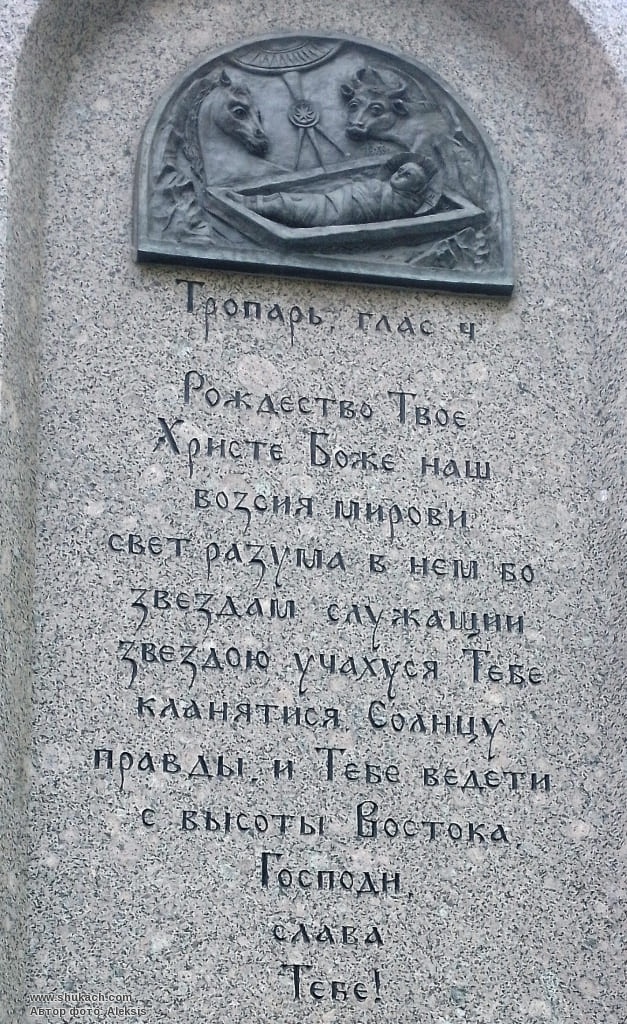 Тропарь, глас ч
Рождество Твое
Христе Боже наш
возсия мирови
свет разума в нем бо
звездам служащии
звездою учахуся Тебе
кланятися, Солнцу
правды, и Тебе ведети
с высоты Востока,
Господи,
слава
Тебе!
www.shukach.com
Автор фото: Aleksis